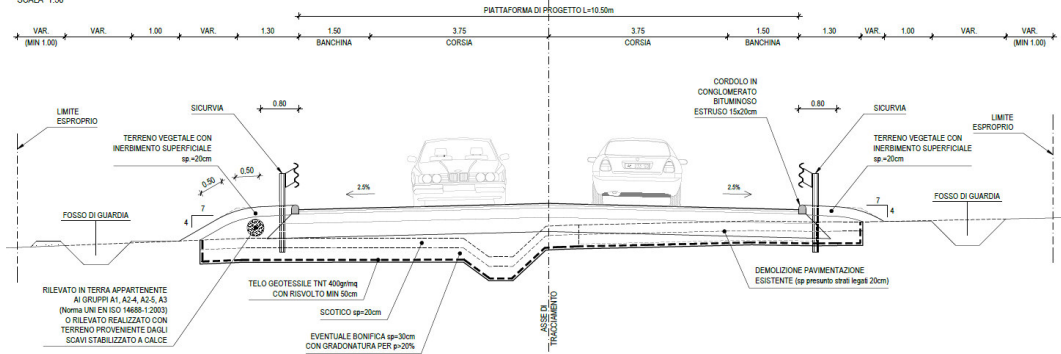 SCALA 1:50
PIATTAFORMA DI PROGETTO L=10.50m
VAR. VAR. 1.00 VAR. 1.30 1.50 3.75 3.75 1.50 1.30 VAR. 1.00 VAR. VAR.
(MIN 1.00) BANCHINA CORSIA CORSIA BANCHINA (MIN 1.00)
LIMITE
ESPROPRIO
TERRENO VEGETALE CON
INERBIMENTO SUPERFICIALE
sp.=20cm
SICURVIA
0.80
CORDOLO IN
CONGLOMERATO
BITUMINOSO
ESTRUSO 15x20cm
0.80
SICURVIA
TERRENO VEGETALE CON
INERBIMENTO SUPERFICIALE
sp.=20cm
LIMITE
ESPROPRIO
0,50
0,50
2.5%
2.5%
7
4
7
4
FOSSO DI GUARDIA
FOSSO DI GUARDIA
RILEVATO IN TERRA APPARTENENTE
AI GRUPPI A1, A2-4, A2-5, A3
(Norma UNI EN ISO 14688-1:2003)
O RILEVATO REALIZZATO CON
TERRENO PROVENIENTE DAGLI
SCAVI STABILIZZATO A CALCE
TELO GEOTESSILE TNT 400gr/mq
CON RISVOLTO MIN 50cm
SCOTICO sp=20cm
EVENTUALE BONIFICA sp=30cm
CON GRADONATURA PER p>20%
ASSE DI
TRACCIAMENTO
DEMOLIZIONE PAVIMENTAZIONE
ESISTENTE (sp presunto strati legati 20cm)